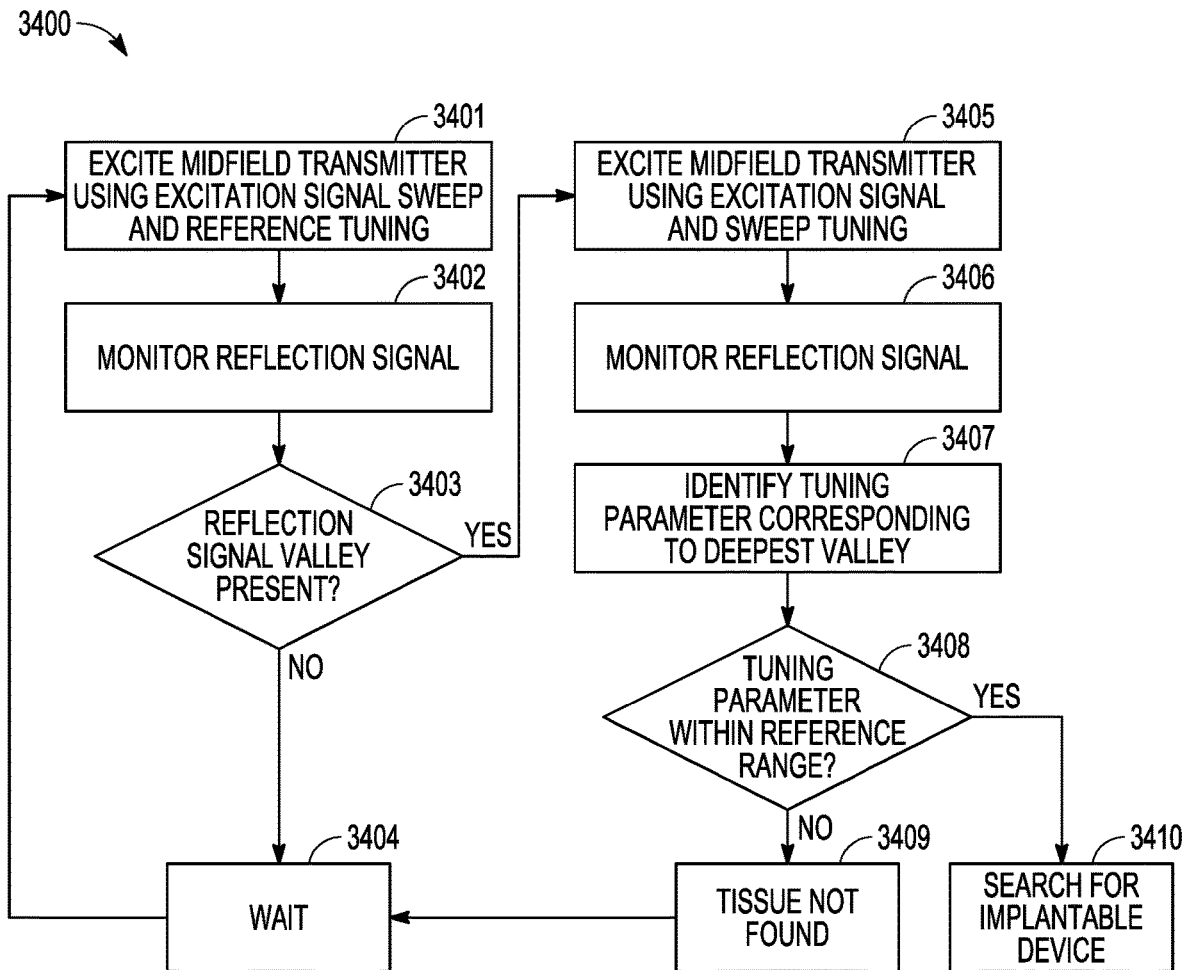 3400
3401
EXCITE MIDFIELD TRANSMITTER
USING EXCITATION SIGNAL SWEEP
AND REFERENCE TUNING
3402
MONITOR REFLECTION SIGNAL
3403
REFLECTION
SIGNAL VALLEY
PRESENT?
YES
NO
3404
WAIT
3405
EXCITE MIDFIELD TRANSMITTER
USING EXCITATION SIGNAL
AND SWEEP TUNING
3406
MONITOR REFLECTION SIGNAL
3407
IDENTIFY TUNING
PARAMETER CORRESPONDING
TO DEEPEST VALLEY
3408
TUNING
PARAMETER
WITHIN REFERENCE
RANGE?
YES
NO
3409
TISSUE NOT
FOUND
3410
SEARCH FOR
IMPLANTABLE
DEVICE